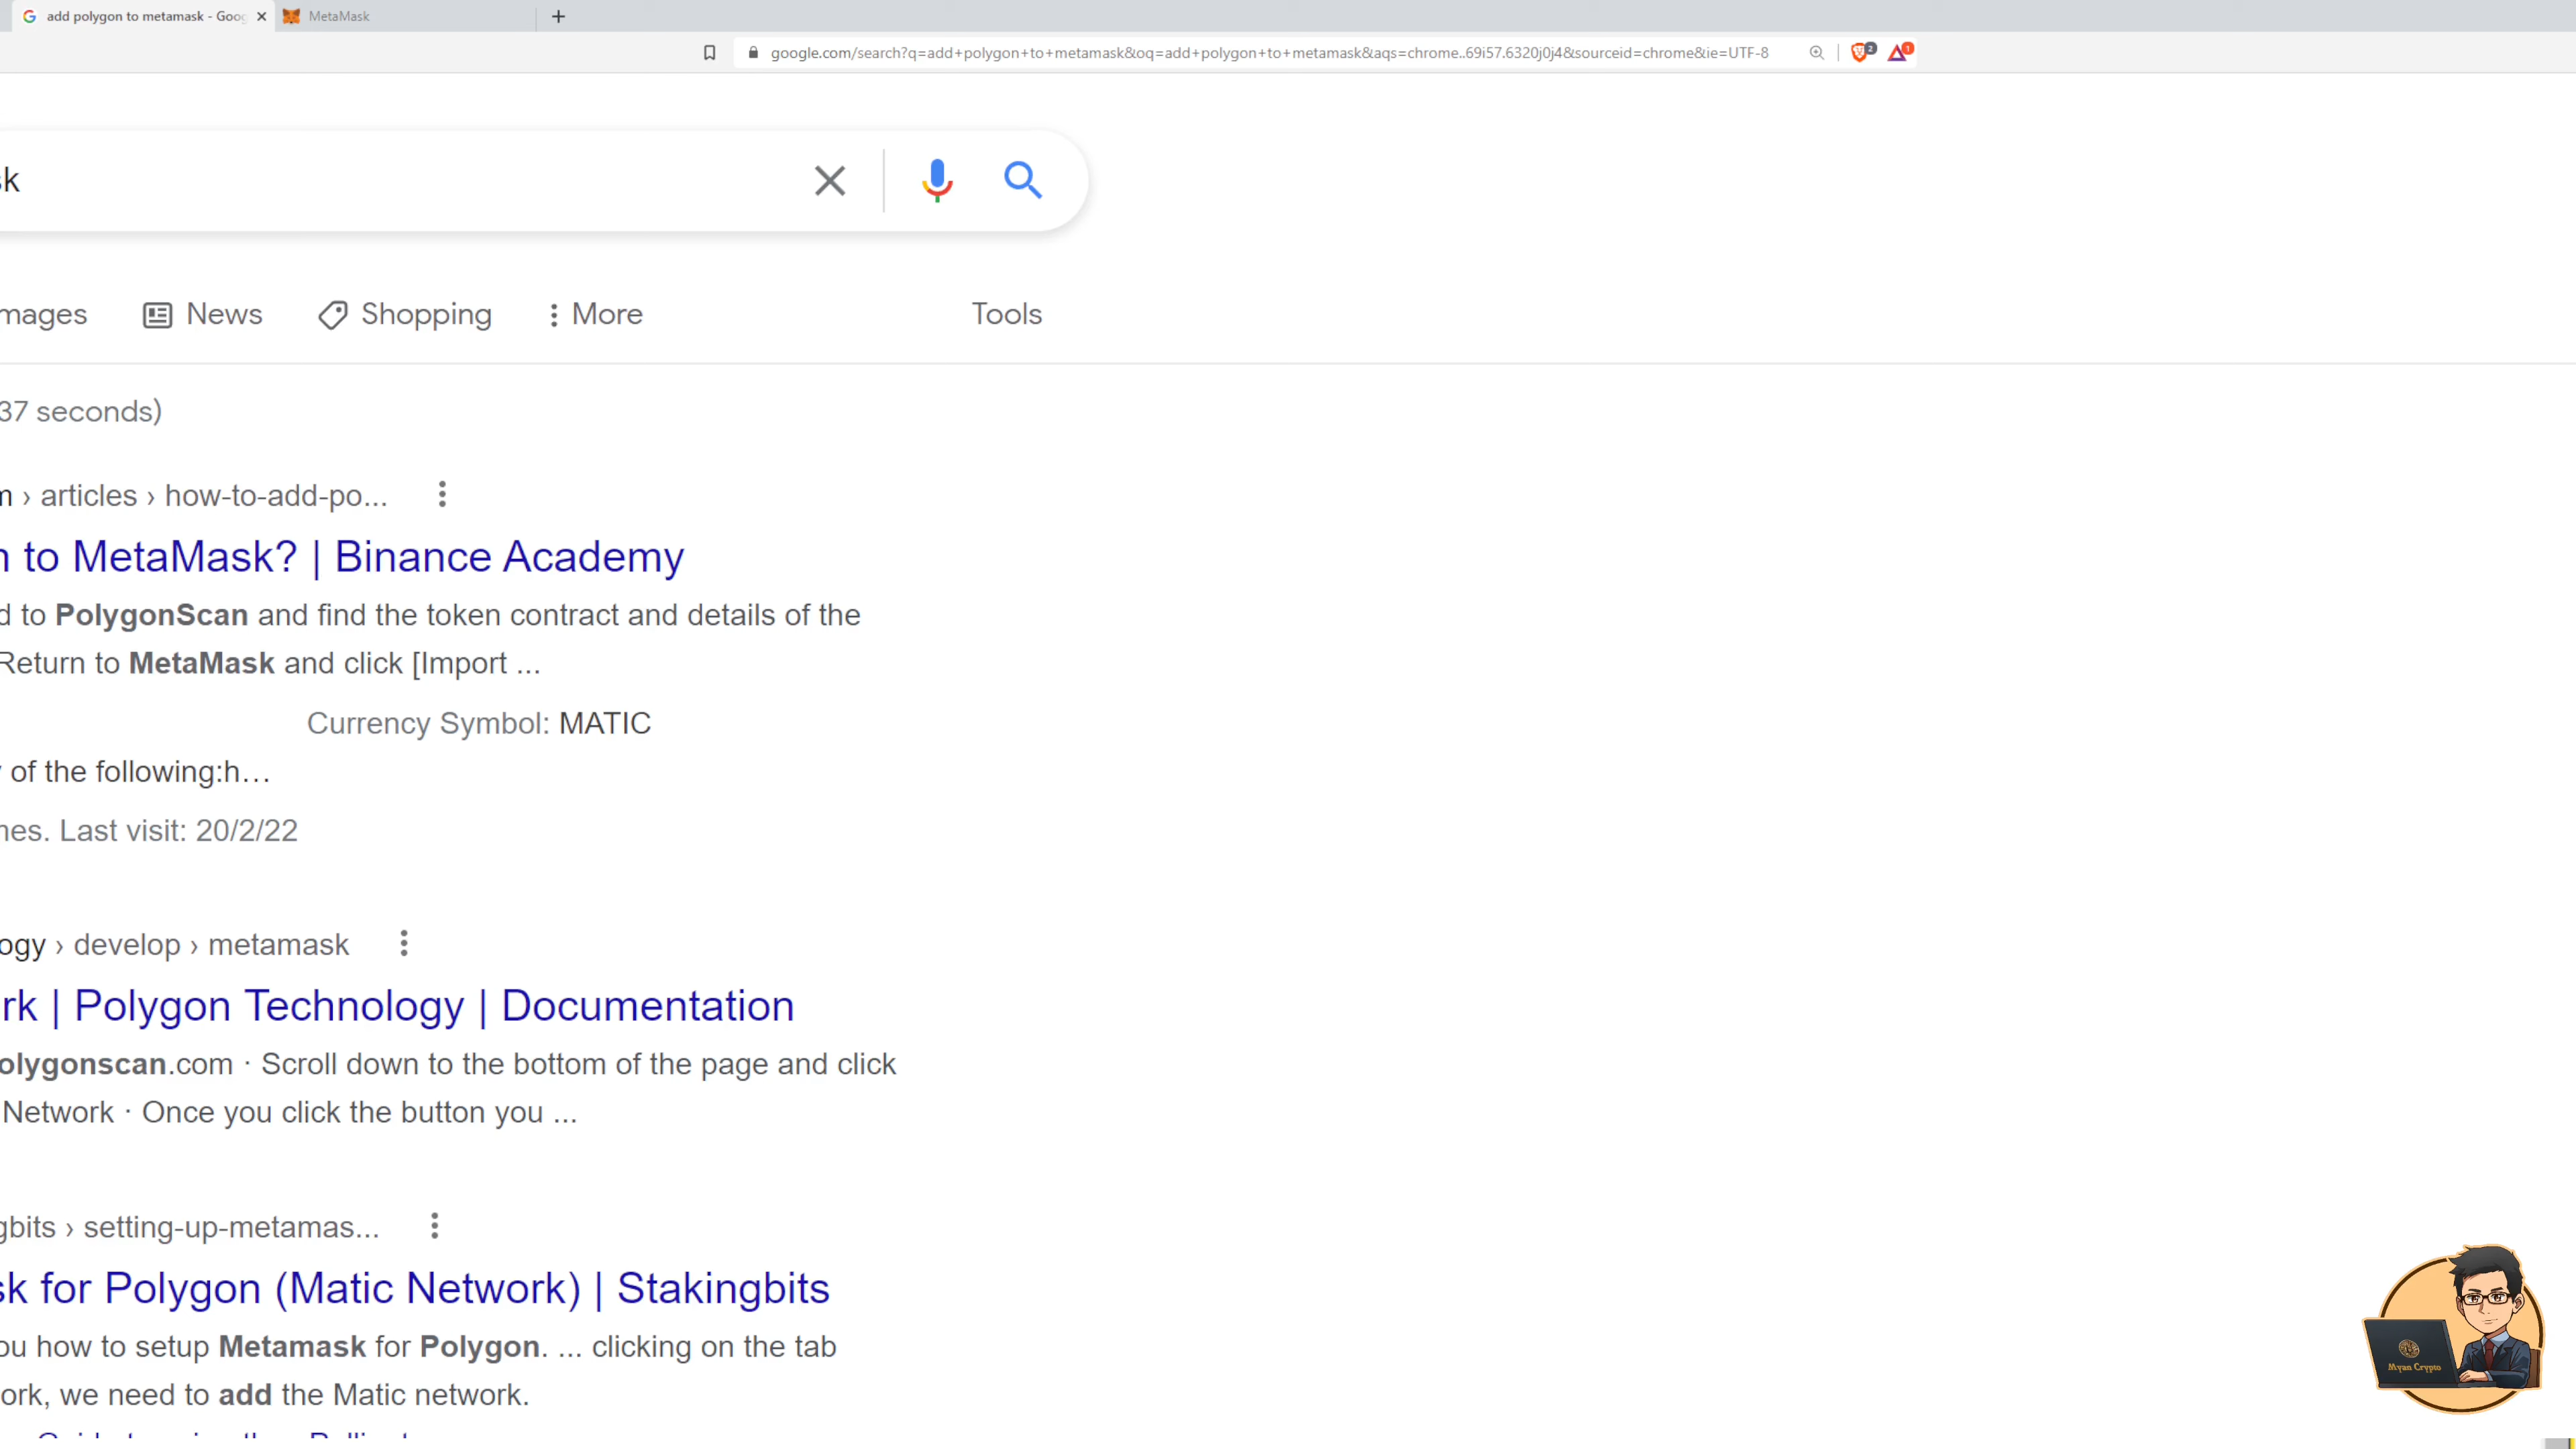 add polygon to metamask - Goog
MetaMask
google.com/search?q=add+polygon+to+metamask&oq=add+polygon+to+metamask&aqs=chrome..69i57.6320j0j4&sourceid=chrome&ie=UTF-8
2
1
sk
mages
News
Shopping
More
Tools
37 seconds)
› articles › how-to-add-po...
n to MetaMask? | Binance Academy
d to PolygonScan and find the token contract and details of the
Return to MetaMask and click [Import ...
Currency Symbol: MATIC
of the following:h...
mes. Last visit: 20/2/22
ogy › develop › metamask
rk | Polygon Technology | Documentation
olygonscan.com · Scroll down to the bottom of the page and click
Network · Once you click the button you ...
gbits › setting-up-metamas...
sk for Polygon (Matic Network) | Stakingbits
ou how to setup Metamask for Polygon. ... clicking on the tab
ork, we need to add the Matic network.
Myan Crypto